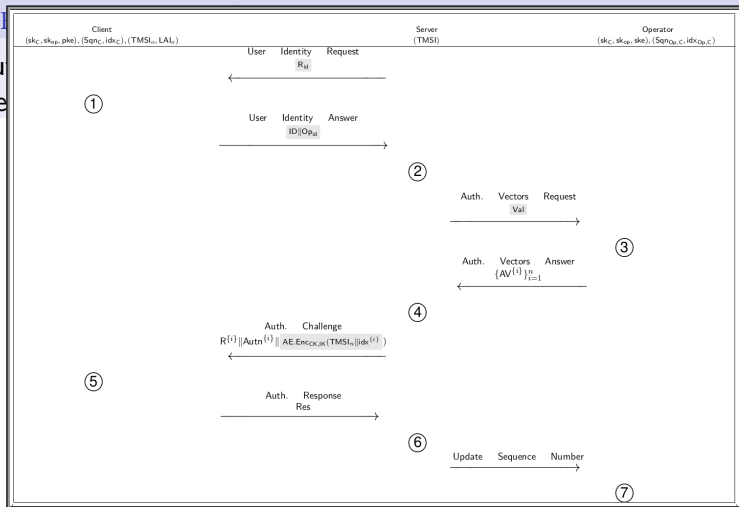 Client Server Operator
(sk_C, sk_op, pke), (Sqn_C, idx_C), (TMSI_o, LAI_o) (TMSI) (sk_C, sk_op, ske), (Sqn_Op,C, idx_Op,C)
User Identity Request
R_id
①
User Identity Answer
ID∥Op_id
②
Auth. Vectors Request
Val
③
Auth. Vectors Answer
{AV^{i}}_{i=1}^n
④
Auth. Challenge
R^{i}∥Autn^{i}∥ AE.Enc_CK,IK(TMSI_n∥idx^{i})
⑤
Auth. Response
Res
⑥
Update Sequence Number
⑦